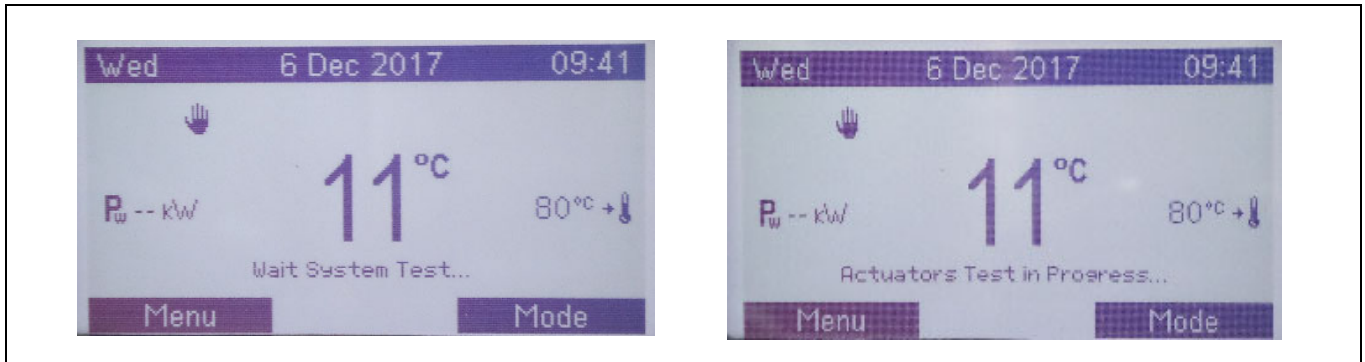 Wed 6 Dec 2017 09:41
11°C
Pw -- kW
80°C
Wait System Test...
Menu Mode
Wed 6 Dec 2017 09:41
11°C
Pw -- kW
80°C
Actuators Test in Progress...
Menu Mode